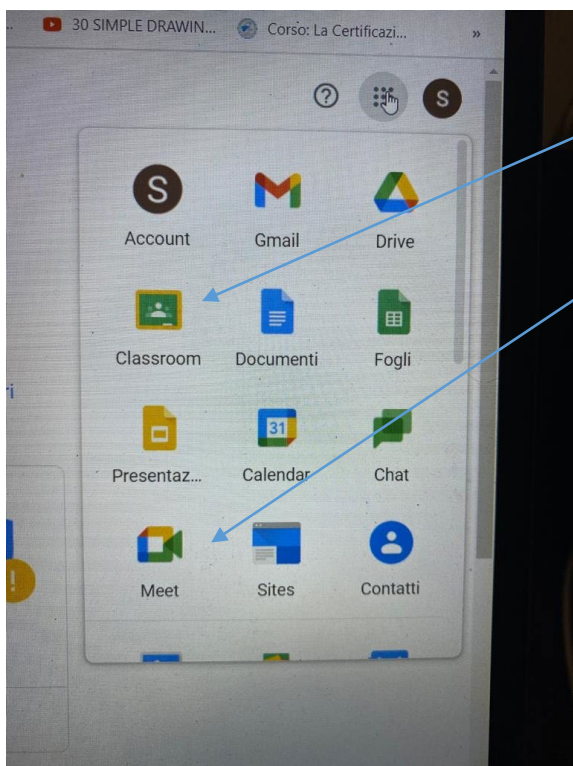 30 SIMPLE DRAWIN... Corso: La Certificazi... »
S
S
Account Gmail Drive
Classroom Documenti Fogli
31
Presentaz... Calendar Chat
Meet Sites Contatti